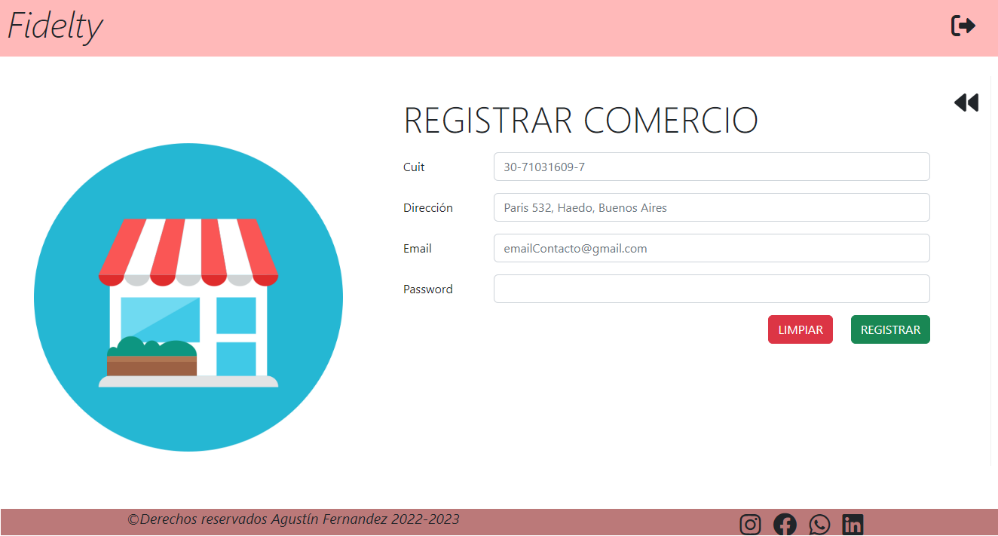 Fidelty
REGISTRAR COMERCIO
Cuit
30-71031609-7
Dirección
Paris 532, Haedo, Buenos Aires
Email
emailContacto@gmail.com
Password
LIMPIAR
REGISTRAR
©Derechos reservados Agustín Fernandez 2022-2023